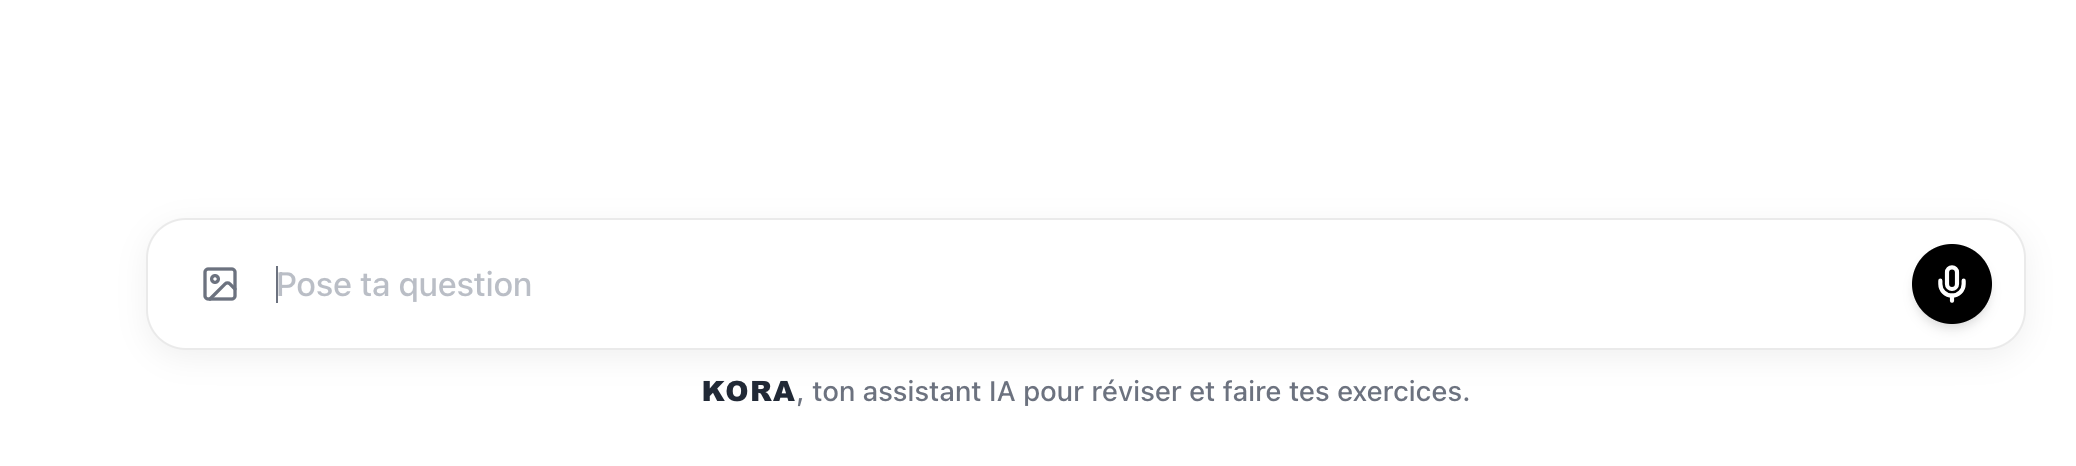 Pose ta question
KORA, ton assistant IA pour réviser et faire tes exercices.